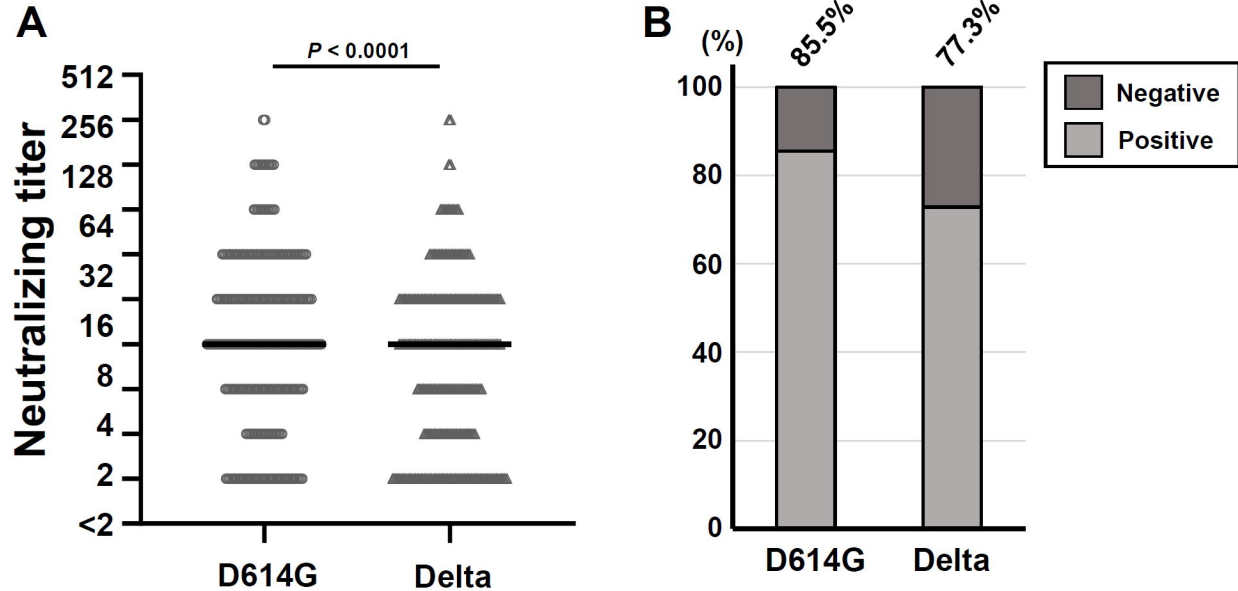 A
P < 0.0001
Neutralizing titer
512
256
128
64
32
16
8
4
2
<2
D614G
Delta
B
(%)
85.5%
77.3%
100
80
60
40
20
0
D614G
Delta
Negative
Positive